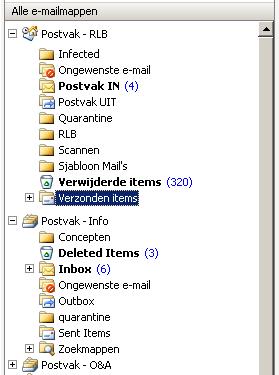 Alle e-mailmappen
Postvak - RLB
Infected
Ongewenste e-mail
Postvak IN (4)
Postvak UIT
Quarantine
RLB
Scannen
Sjabloon Mail's
Verwijderde items (320)
Verzonden items
Postvak - Info
Concepten
Deleted Items (3)
Inbox (6)
Ongewenste e-mail
Outbox
quarantine
Sent Items
Zoekmappen
Postvak - O&A